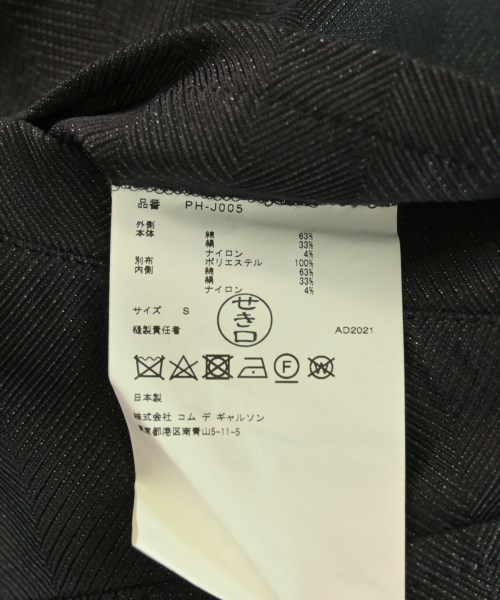 品番 PH-J005
外側
本体 綿 63%
絹 33%
ナイロン 4%
別布 ポリエステル 100%
内側 綿 63%
絹 33%
ナイロン 4%
サイズ S
せき口
縫製責任者 AD2021
F W
日本製
株式会社 コム デ ギャルソン
東京都港区南青山5-11-5